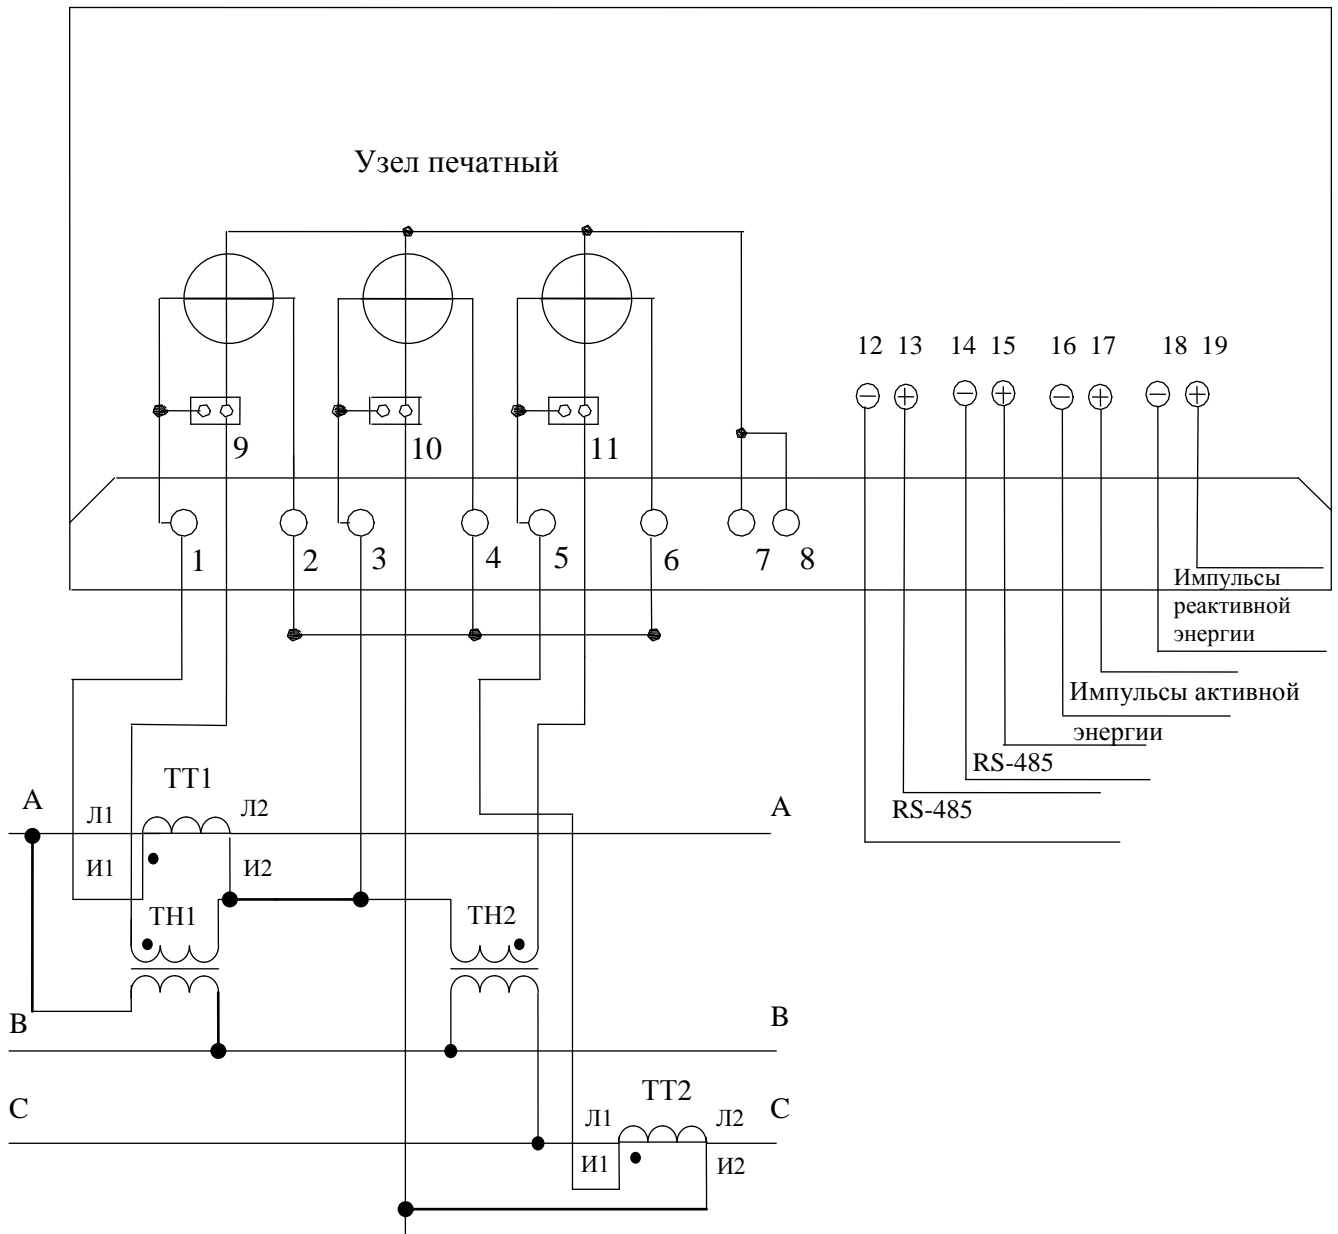 Узел печатный
12 13 14 15 16 17 18 19
9 10 11
1 2 3 4 5 6 7 8
Импульсы
реактивной
энергии
Импульсы активной
энергии
RS-485
RS-485
ТТ1
А Л1 Л2 А
И1 И2
ТН1 ТН2
В В
ТТ2
С Л1 Л2 С
И1 И2